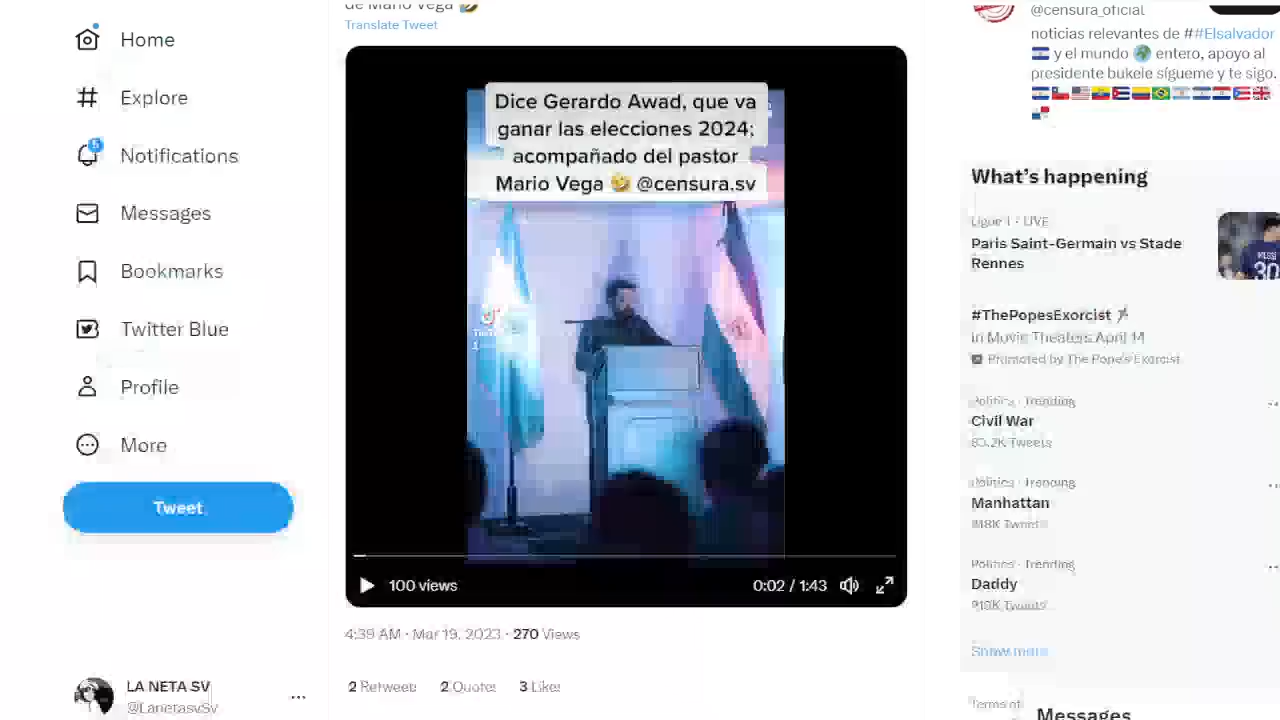 Home
Explore
5
Notifications
Messages
Bookmarks
Twitter Blue
Profile
More
Tweet
LA NETA SV
@LanetasvSv
de Mario Vega 🤣
Translate Tweet
Dice Gerardo Awad, que va
ganar las elecciones 2024;
acompañado del pastor
Mario Vega 🤣 @censura.sv
100 views
0:02 / 1:43
4:39 AM · Mar 19, 2023 · 270 Views
2 Retweets 2 Quotes 3 Likes
@censura_oficial
noticias relevantes de ##Elsalvador
🇸🇻 y el mundo 🌍 entero, apoyo al
presidente bukele sígueme y te sigo.
What's happening
Ligue 1 · LIVE
Paris Saint-Germain vs Stade
Rennes
MESSI
30
#ThePopesExorcist
In Movie Theaters April 14
Promoted by The Pope's Exorcist
Politics · Trending
Civil War
Tweets
Politics · Trending
Manhattan
Tweets
Politics · Trending
Daddy
Tweets
Show more
Terms of
Messages